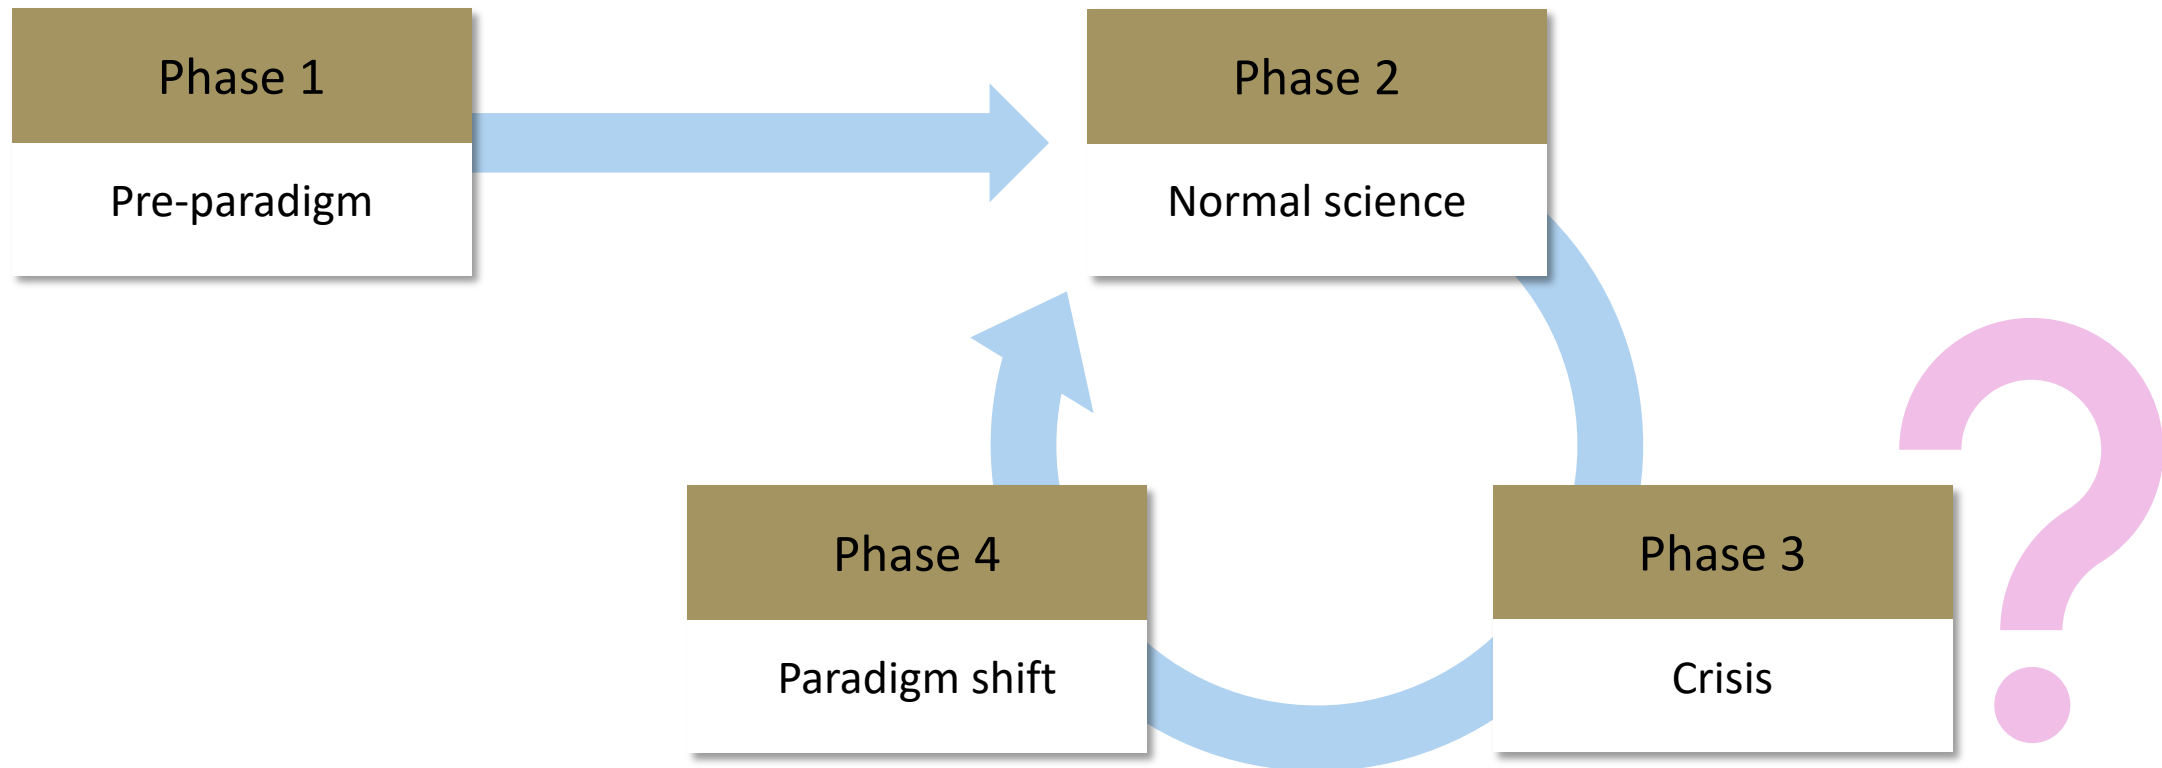 Phase 1
Pre-paradigm
Phase 2
Normal science
Phase 3
Crisis
Phase 4
Paradigm shift
?